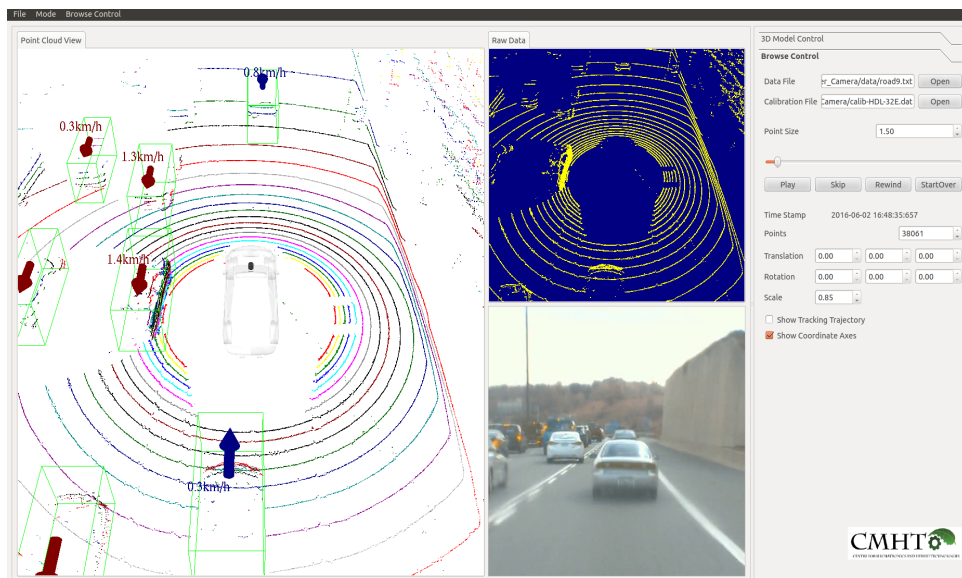 File Mode Browse Control
Point Cloud View
Raw Data
3D Model Control
Browse Control
0.8km/h
0.3km/h
1.3km/h
1.4km/h
0.3km/h
Data File er_Camera/data/road9.txt Open
Calibration File Camera/calib-HDL-32E.dat Open
Point Size 1.50
Play Skip Rewind StartOver
Time Stamp 2016-06-02 16:48:35:657
Points 38061
Translation 0.00 0.00 0.00
Rotation 0.00 0.00 0.00
Scale 0.85
Show Tracking Trajectory
Show Coordinate Axes
CMHT